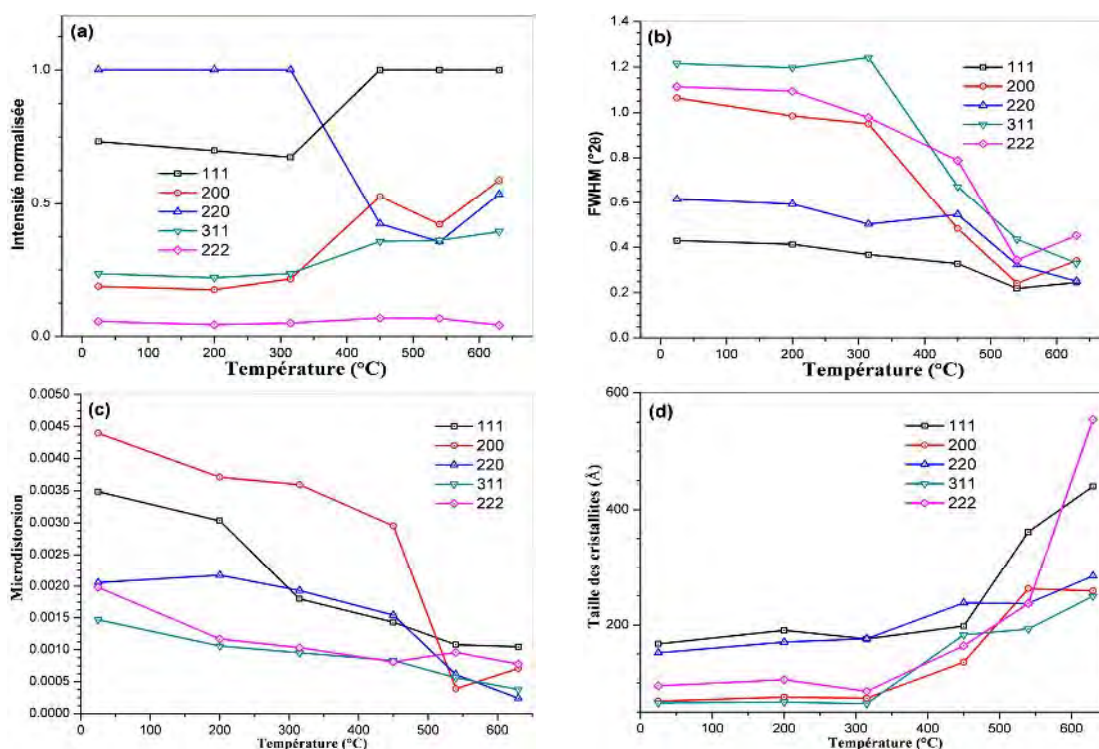 (a)
Intensité normalisée
1.0
0.5
0.0
111
200
220
311
222
0 100 200 300 400 500 600
Température (°C)
(b)
FWHM (°2θ)
1.4
1.2
1.0
0.8
0.6
0.4
0.2
0.0
111
200
220
311
222
0 100 200 300 400 500 600
Température (°C)
(c)
Microdistorsion
0.0050
0.0045
0.0040
0.0035
0.0030
0.0025
0.0020
0.0015
0.0010
0.0005
0.0000
111
200
220
311
222
0 100 200 300 400 500 600
Température (°C)
(d)
Taille des cristallites (Å)
600
400
200
111
200
220
311
222
0 100 200 300 400 500 600
Température (°C)